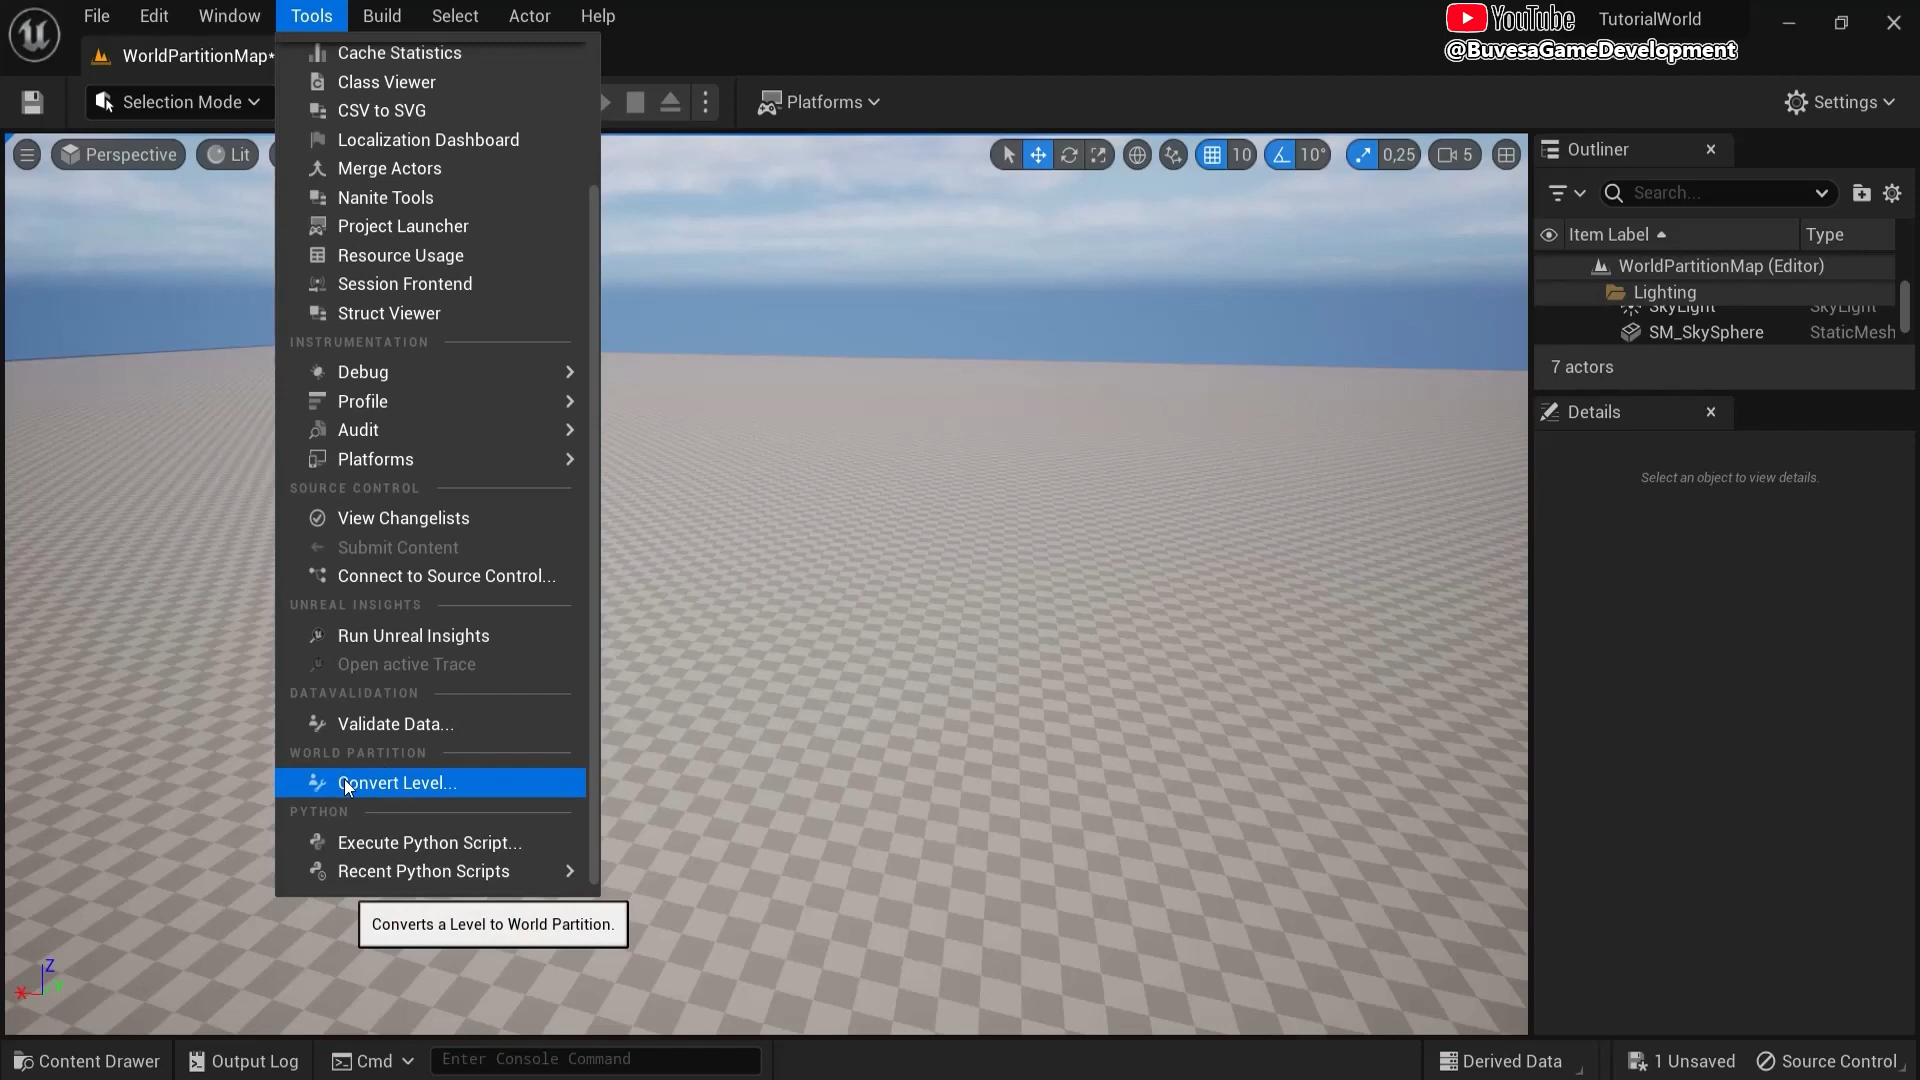 File Edit Window Tools Build Select Actor Help
YouTube
TutorialWorld
WorldPartitionMap*
@BuvesaGameDevelopment
Selection Mode
Platforms
Settings
Cache Statistics
Class Viewer
CSV to SVG
Localization Dashboard
Merge Actors
Nanite Tools
Project Launcher
Resource Usage
Session Frontend
Struct Viewer
INSTRUMENTATION
Debug
Profile
Audit
Platforms
SOURCE CONTROL
View Changelists
Submit Content
Connect to Source Control...
UNREAL INSIGHTS
Run Unreal Insights
Open active Trace
DATAVALIDATION
Validate Data...
WORLD PARTITION
Convert Level...
PYTHON
Execute Python Script...
Recent Python Scripts
Converts a Level to World Partition.
Perspective
Lit
10
10°
0,25
5
Z
X
Y
Outliner
Search...
Item Label
Type
WorldPartitionMap (Editor)
Lighting
SkyLight SkyLight
SM_SkySphere StaticMesh
7 actors
Details
Select an object to view details.
Content Drawer
Output Log
Cmd
Enter Console Command
Derived Data
1 Unsaved
Source Control